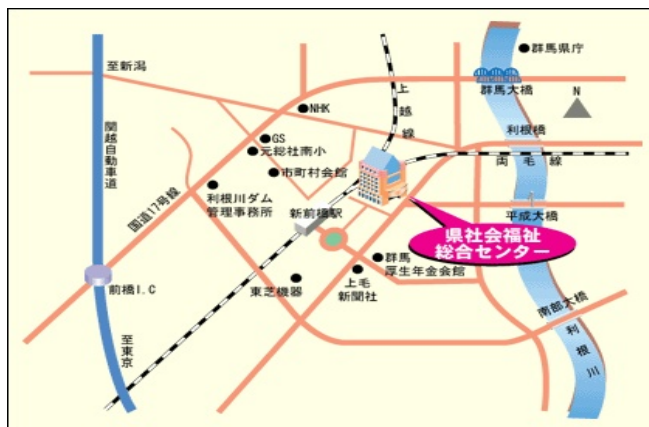 群馬県庁
至新潟
群馬大橋
N
上越線
NHK
関越自動車道
利根橋
GS
元総社南小
両毛線
市町村会館
国道17号線
利根川ダム
管理事務所
新前橋駅
平成大橋
県社会福祉
総合センター
群馬
厚生年金会館
東芝機器
上毛
新聞社
前橋I.C
南部大橋
至東京
利根川